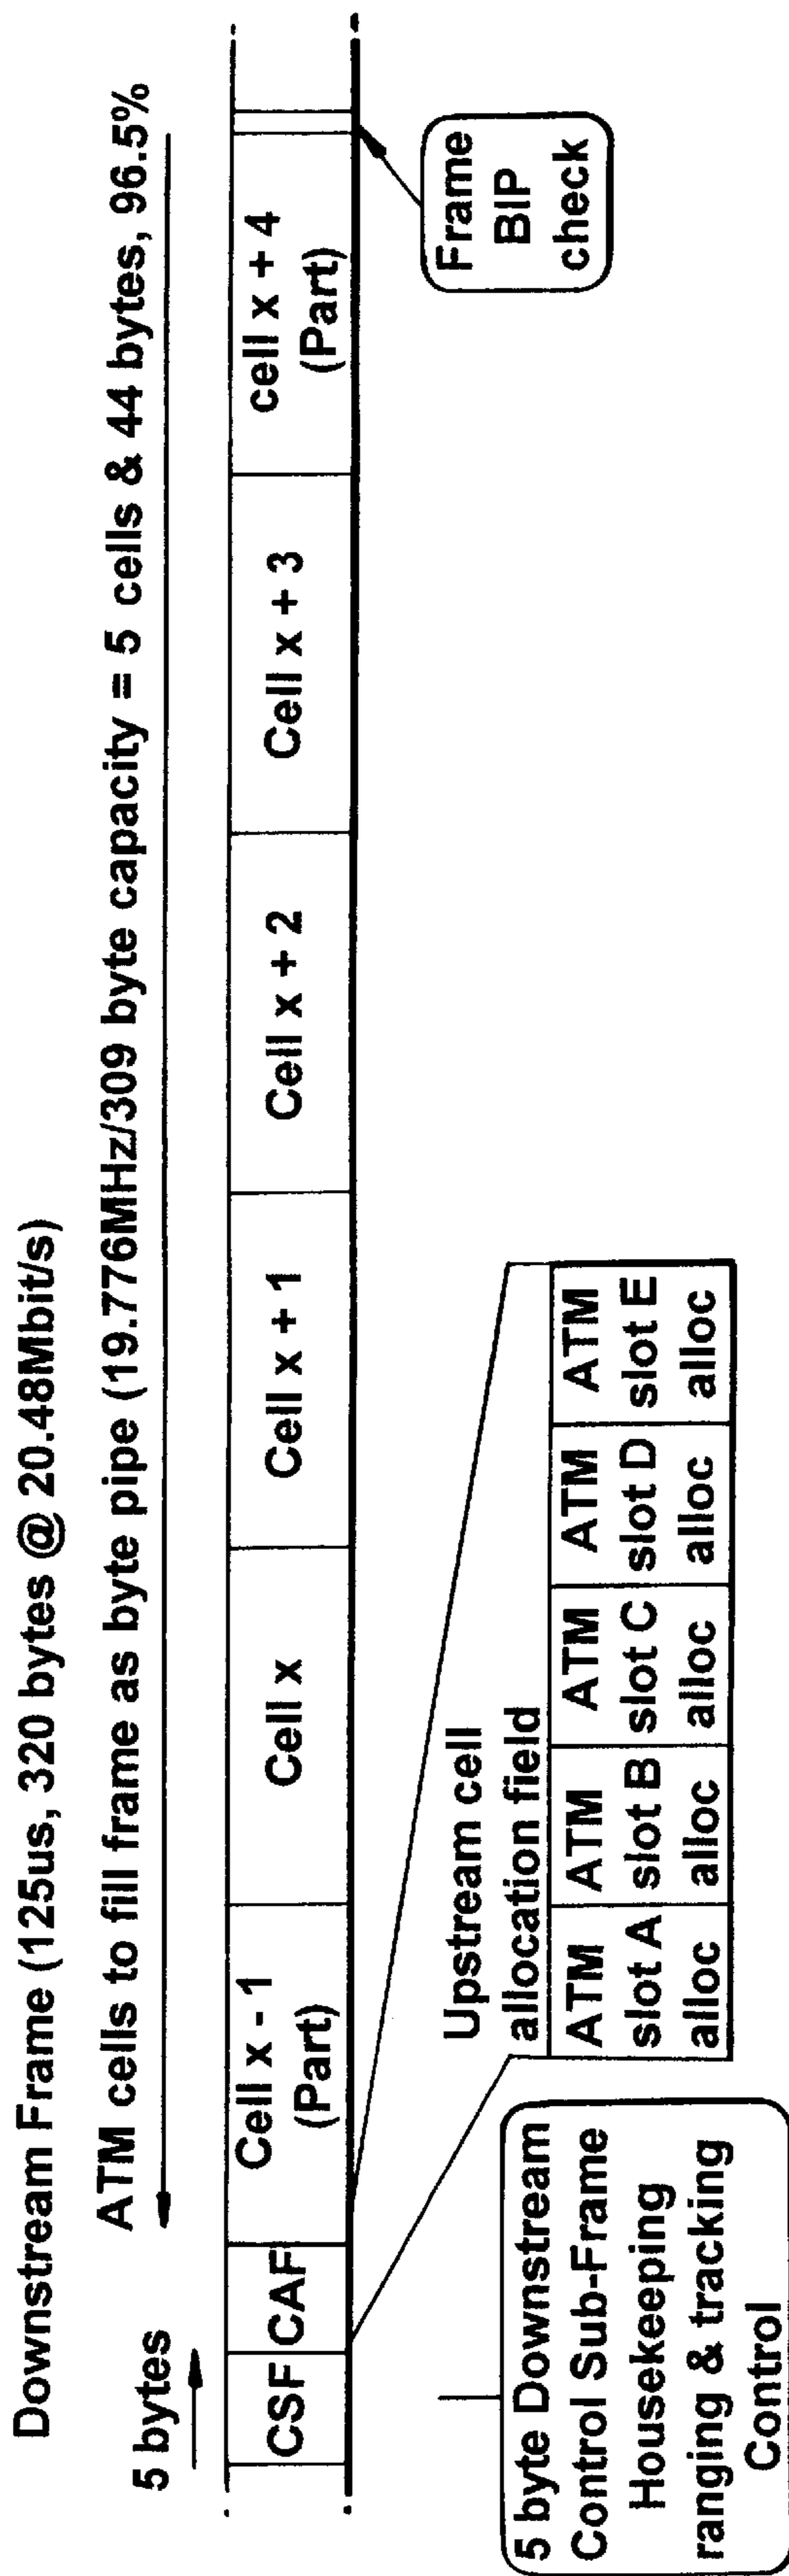 Downstream Frame (125us, 320 bytes @ 20.48Mbit/s)
ATM cells to fill frame as byte pipe (19.776MHz/309 byte capacity = 5 cells & 44 bytes, 96.5%
5 bytes
CSF
CAF
Cell x - 1
(Part)
Cell x
Cell x + 1
Cell x + 2
Cell x + 3
cell x + 4
(Part)
Frame
BIP
check
Upstream cell
allocation field
ATM
slot A
alloc
ATM
slot B
alloc
ATM
slot C
alloc
ATM
slot D
alloc
ATM
slot E
alloc
5 byte Downstream
Control Sub-Frame
Housekeeping
ranging & tracking
Control